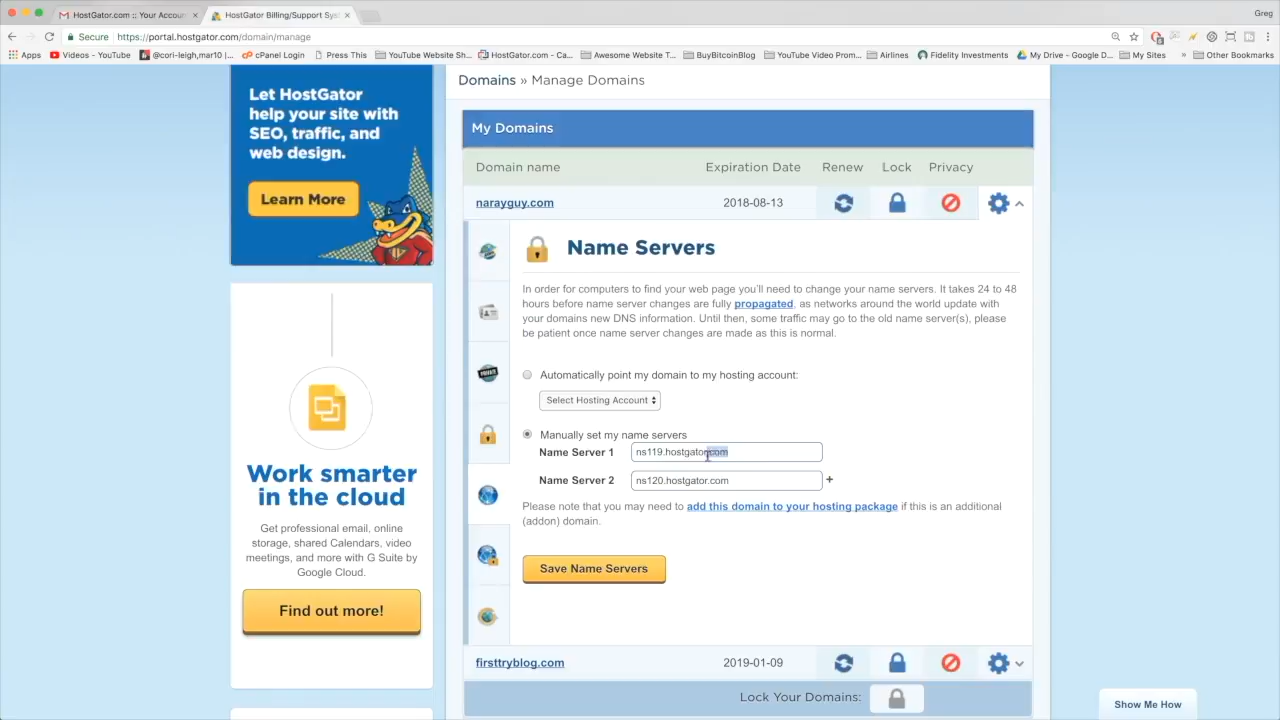 HostGator.com :: Your Accoun
HostGator Billing/Support Sys
Greg
Secure
https://portal.hostgator.com/domain/manage
Apps
Videos - YouTube
@cori-leigh,mar10 |...
cPanel Login
Press This
YouTube Website Sh...
HostGator.com - Ca...
Awesome Website T...
BuyBitcoinBlog
YouTube Video Prom...
Airlines
Fidelity Investments
My Drive - Google D...
My Sites
»
Other Bookmarks
Let HostGator
help your site with
SEO, traffic, and
web design.
Learn More
Work smarter
in the cloud
Get professional email, online
storage, shared Calendars, video
meetings, and more with G Suite by
Google Cloud.
Find out more!
Domains » Manage Domains
My Domains
Domain name Expiration Date Renew Lock Privacy
narayguy.com 2018-08-13
Name Servers
In order for computers to find your web page you'll need to change your name servers. It takes 24 to 48
hours before name server changes are fully propagated, as networks around the world update with
your domains new DNS information. Until then, some traffic may go to the old name server(s), please
be patient once name server changes are made as this is normal.
Automatically point my domain to my hosting account:
Select Hosting Account
Manually set my name servers
Name Server 1 ns119.hostgator.com
Name Server 2 ns120.hostgator.com +
Please note that you may need to add this domain to your hosting package if this is an additional
(addon) domain.
Save Name Servers
firsttryblog.com 2019-01-09
Lock Your Domains:
Show Me How